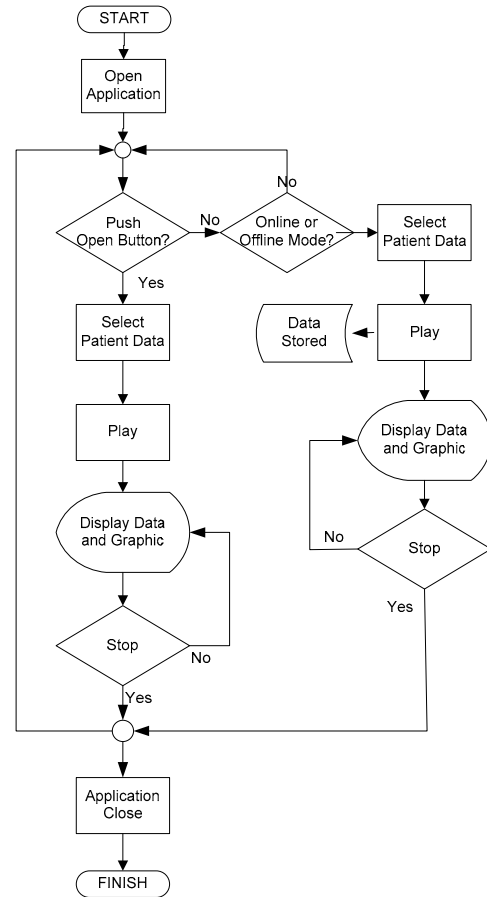 START
Open
Application
No
Push
Open Button?
No
Online or
Offline Mode?
Select
Patient Data
Yes
Select
Patient Data
Data
Stored
Play
Play
Display Data
and Graphic
Display Data
and Graphic
No
Stop
Yes
Stop
No
Yes
Application
Close
FINISH